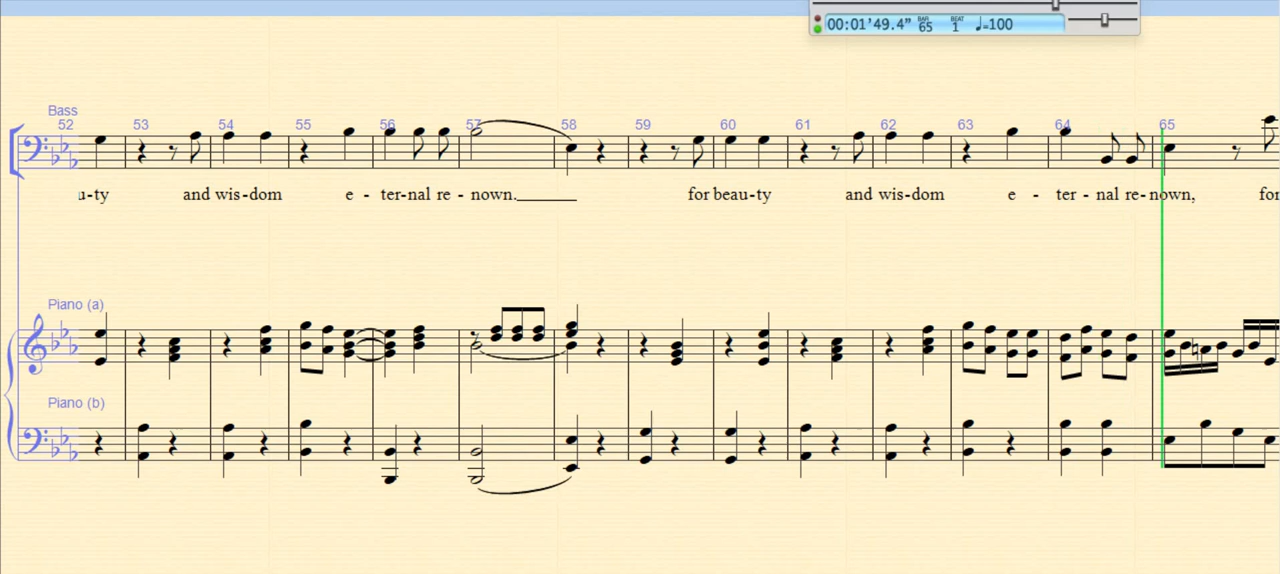 00:01'49.4" BAR 65 BEAT 1 ♩=100
Bass
52 53 54 55 56 57 58 59 60 61 62 63 64 65
u-ty and wis-dom e - ter-nal re - nown. for beau-ty and wis-dom e - ter - nal re-nown, for
Piano (a)
Piano (b)